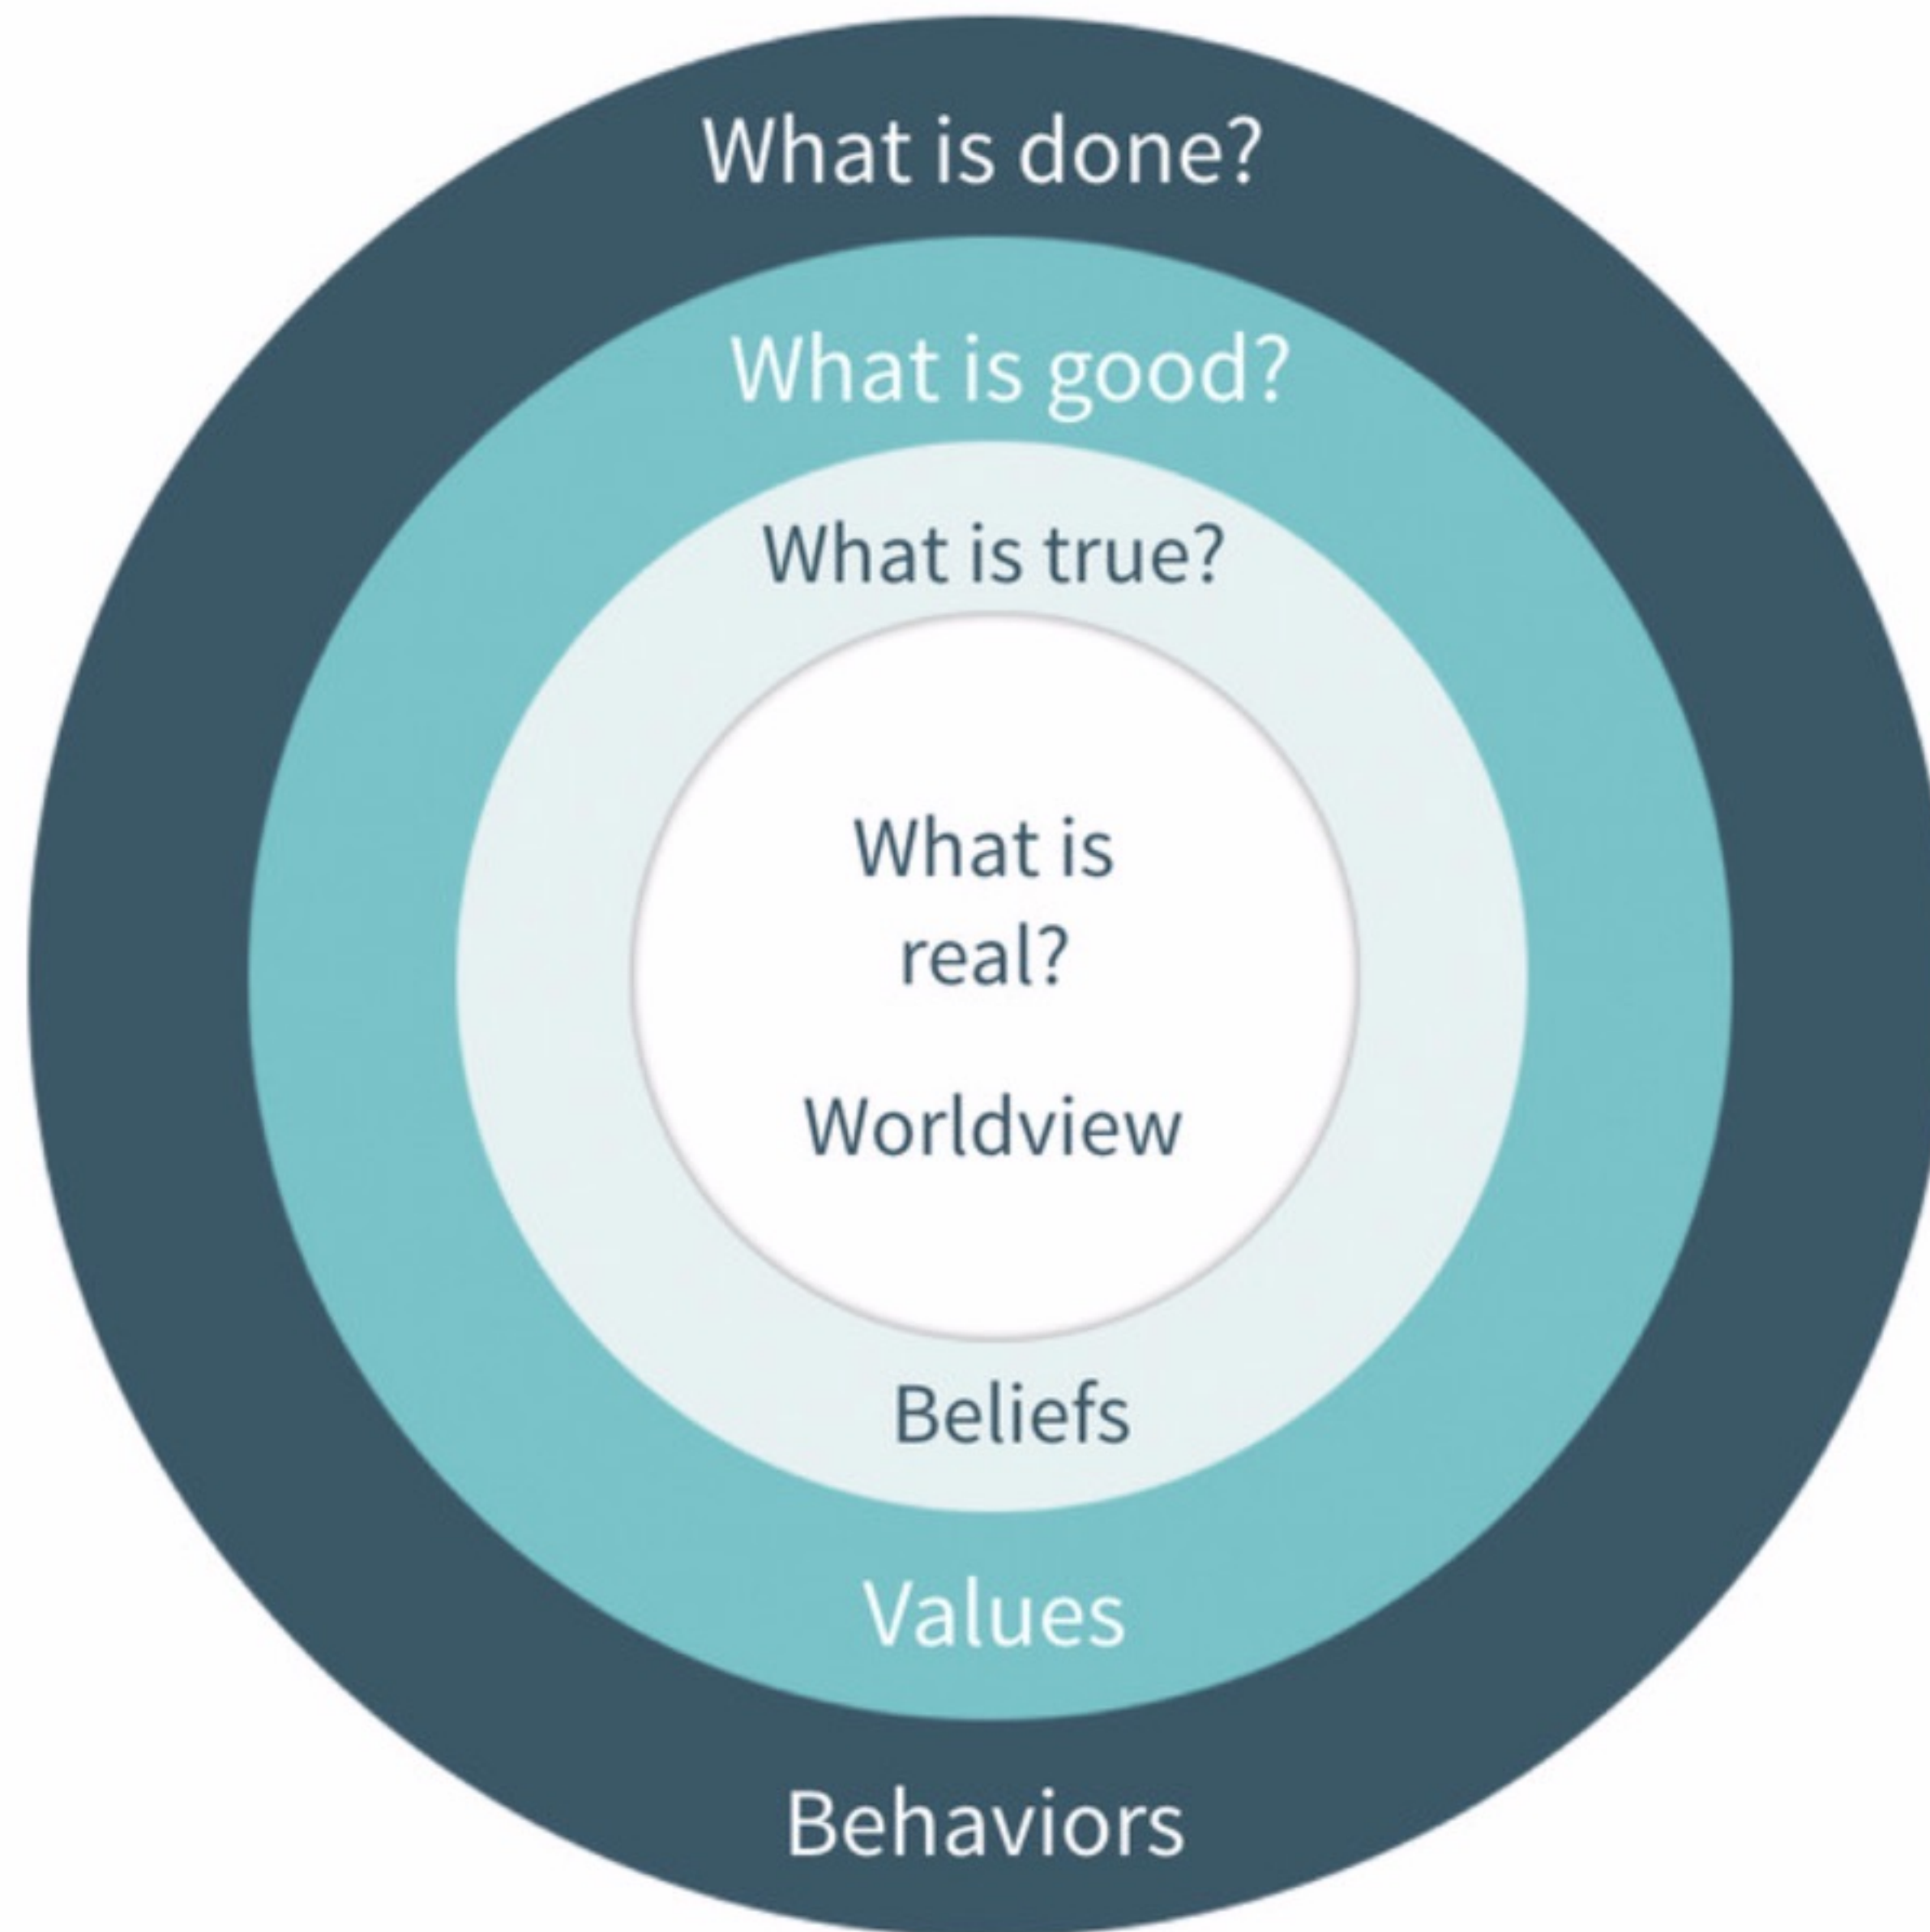 What is done?
What is good?
What is true?
What is
real?
Worldview
Beliefs
Values
Behaviors